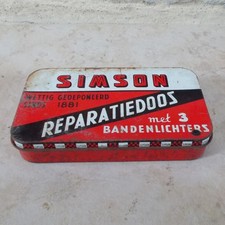 SIMSON
WETTIG GEDEPONEERD
1881
REPARATIEDOOS
met 3
BANDENLICHTERS